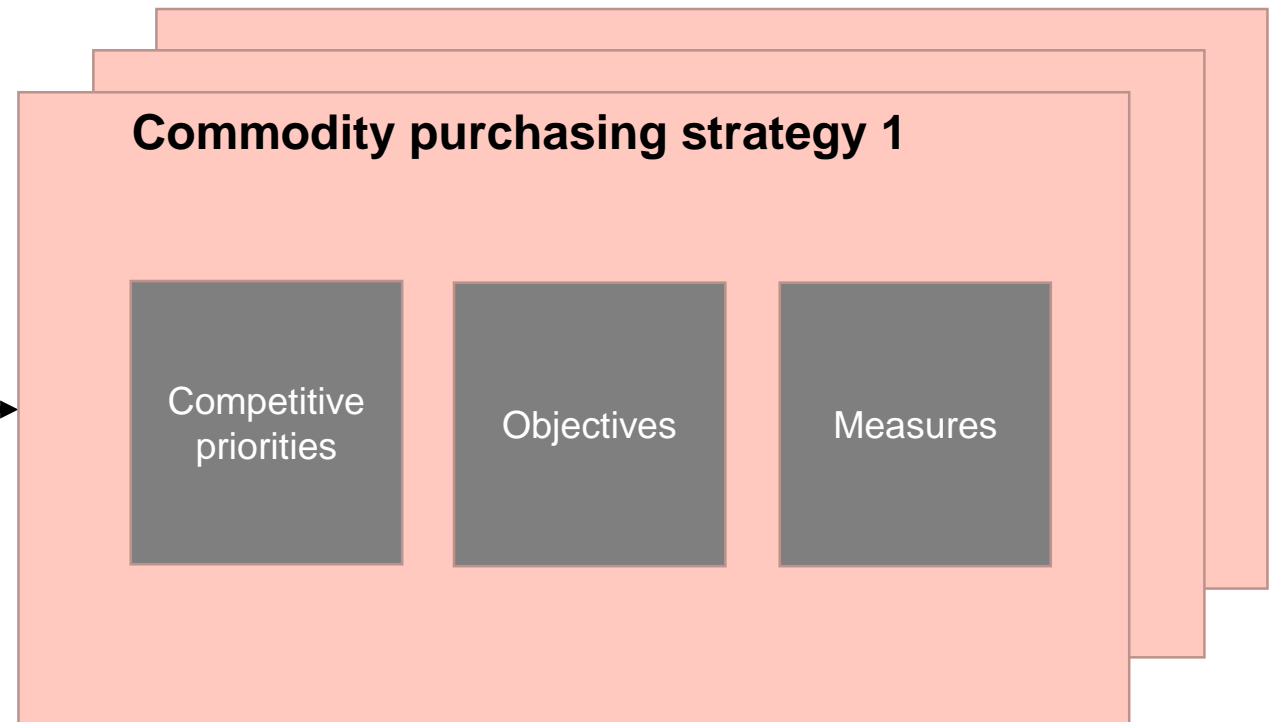 Commodity purchasing strategy 1
Competitive
priorities
Objectives
Measures